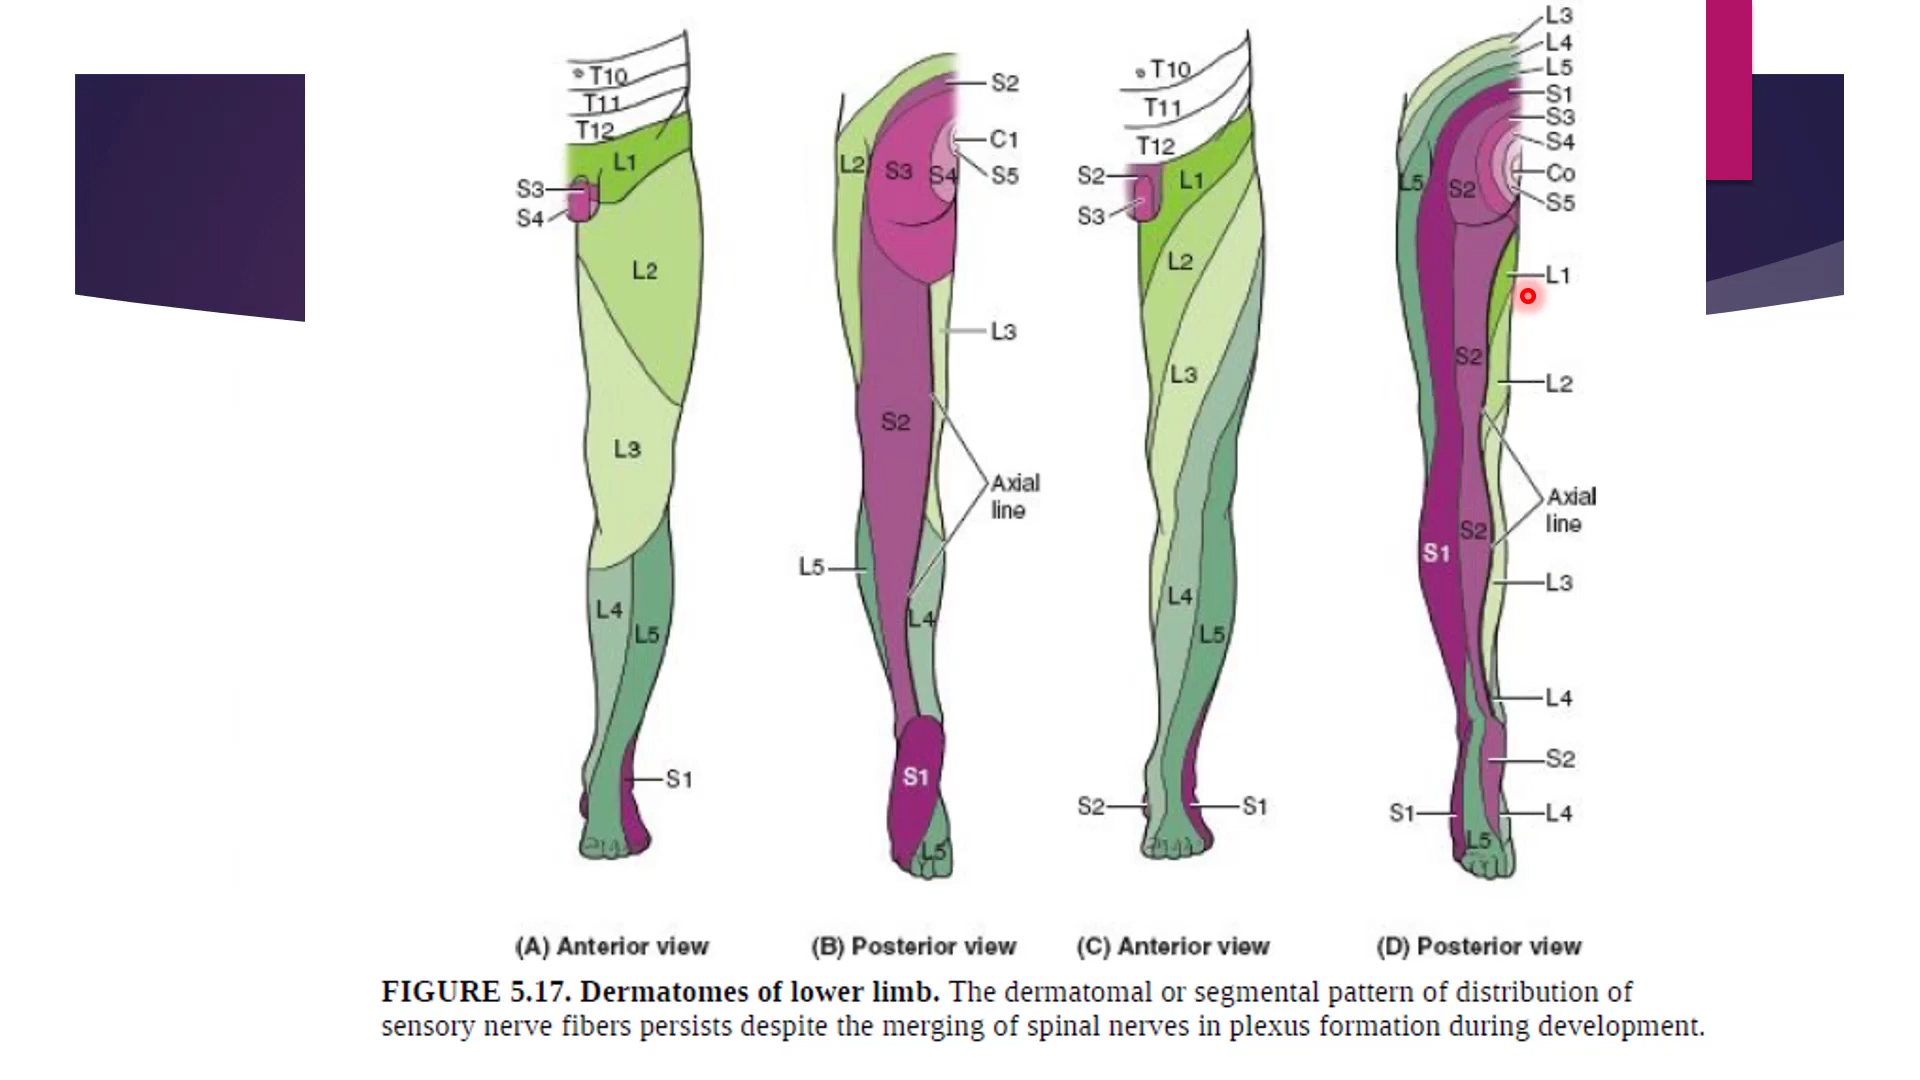 T10
T11
T12
L1
S3
S4
L2
L3
L4
L5
S1
S2
C1
L2
S3
S4
S5
L3
S2
Axial
line
L5
L4
S1
L5
T10
T11
T12
S2
L1
S3
L2
L3
L4
L5
S2
S1
L3
L4
L5
S1
S3
S4
Co
S5
L5
S2
L1
S2
L2
Axial
line
S2
S1
L3
L4
S2
S1
L4
L5
(A) Anterior view
(B) Posterior view
(C) Anterior view
(D) Posterior view
FIGURE 5.17. Dermatomes of lower limb. The dermatomal or segmental pattern of distribution of
sensory nerve fibers persists despite the merging of spinal nerves in plexus formation during development.